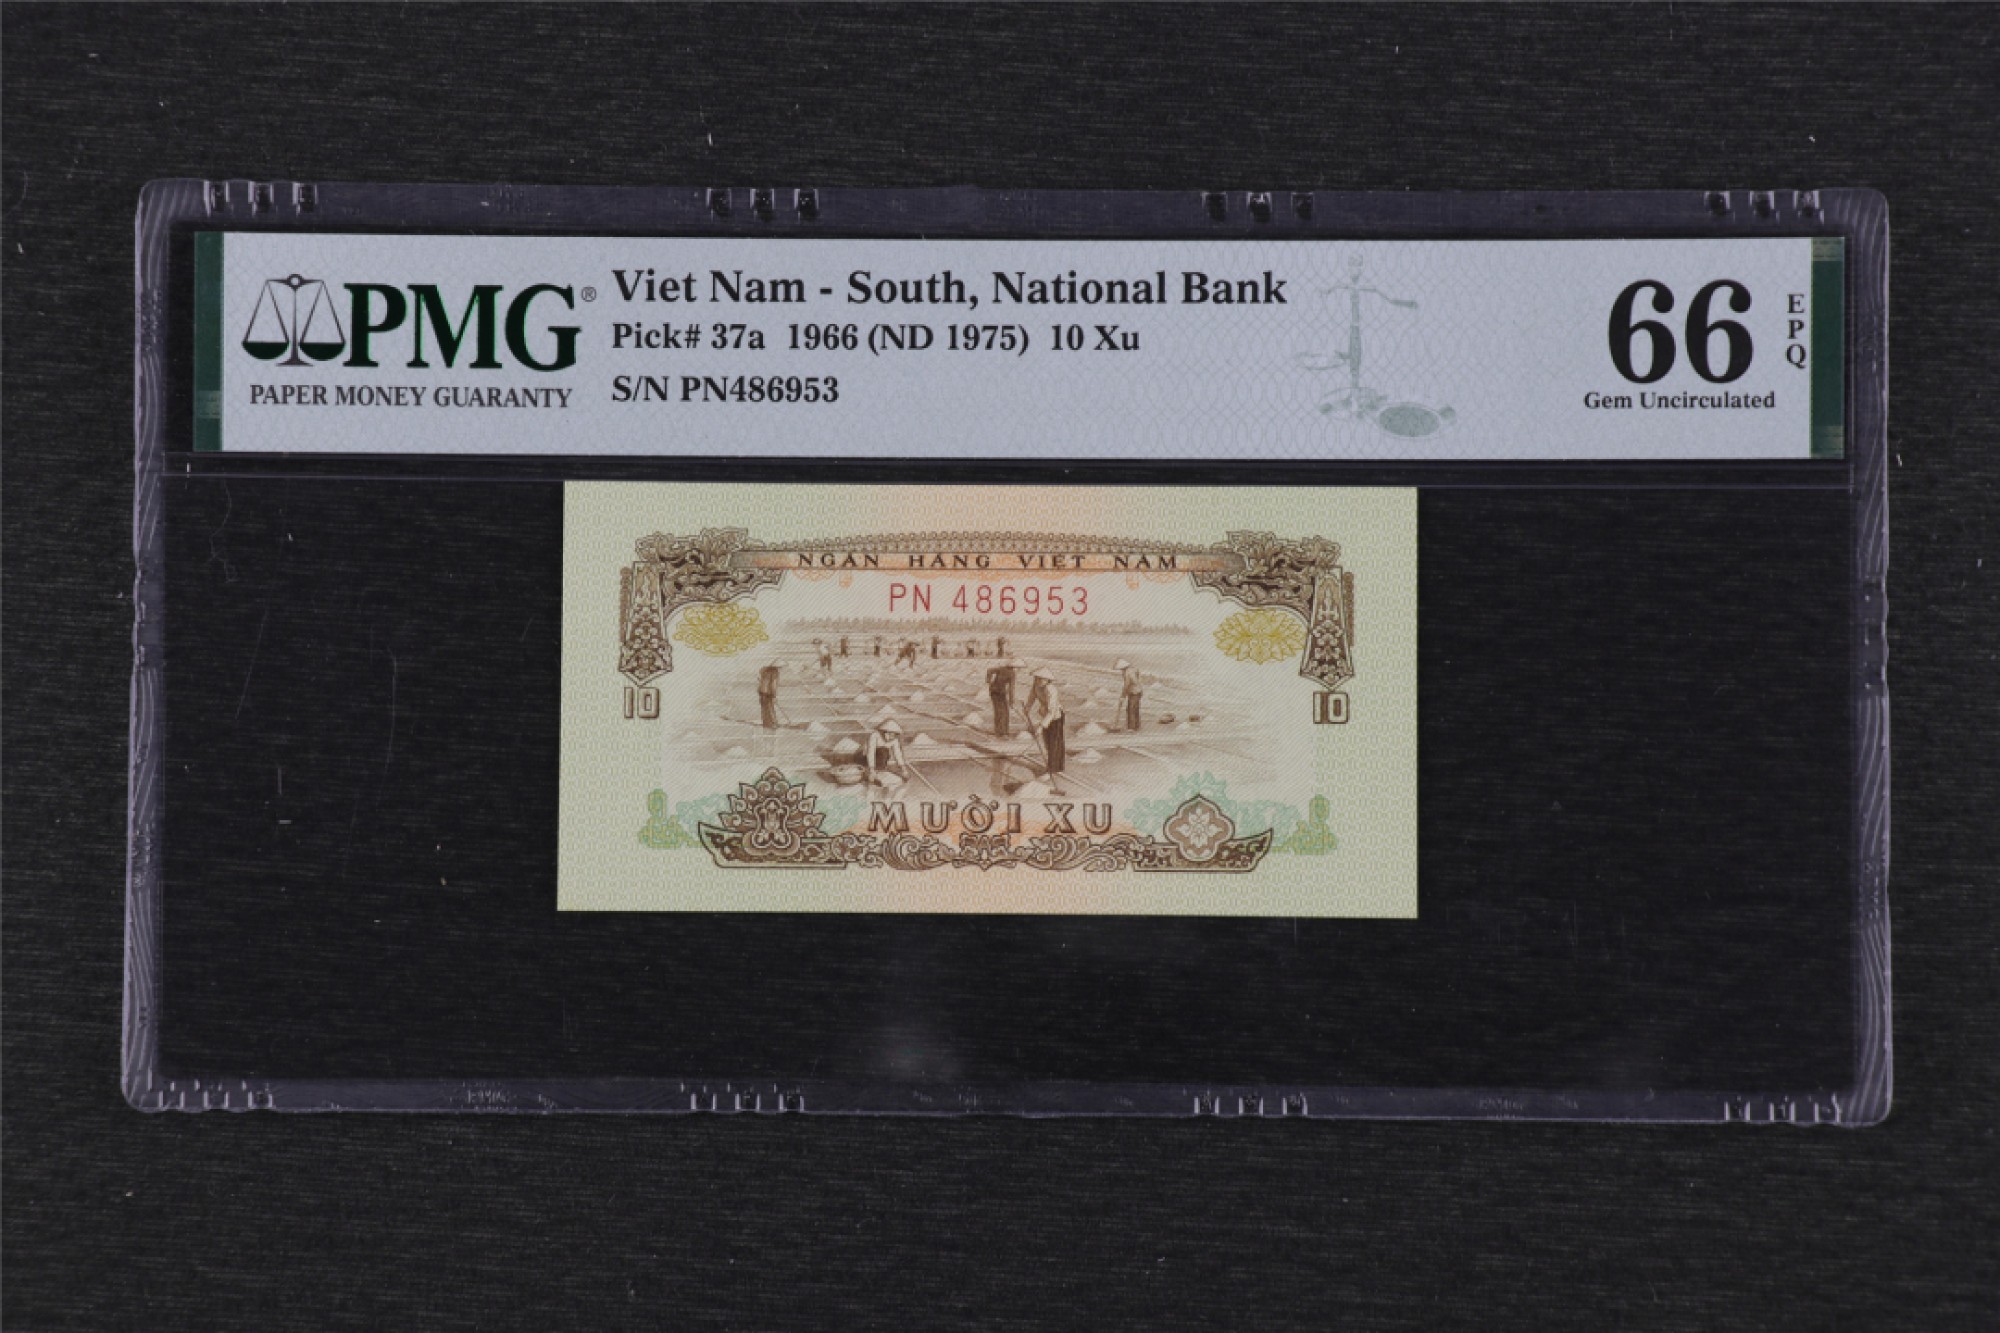 PMG®
PAPER MONEY GUARANTY
Viet Nam - South, National Bank
Pick# 37a 1966 (ND 1975) 10 Xu
S/N PN486953
66
EPQ
Gem Uncirculated
NGÂN HÀNG VIỆT NAM
PN 486953
10
10
MƯỜI XU